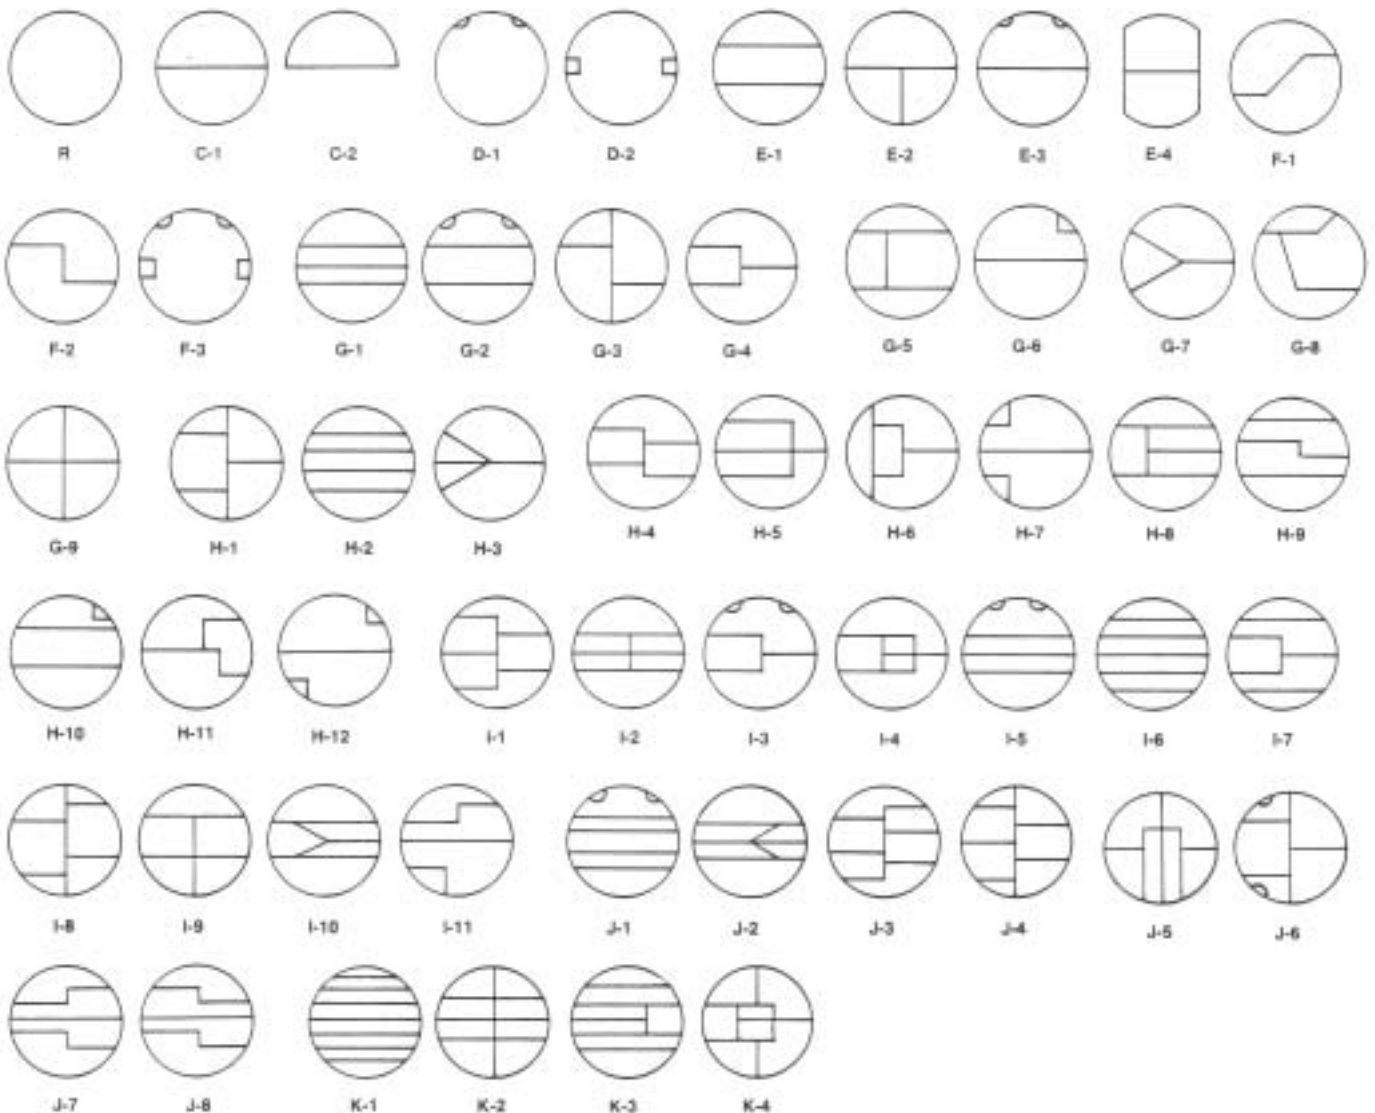 R C-1 C-2 D-1 D-2 E-1 E-2 E-3 E-4 F-1
F-2 F-3 G-1 G-2 G-3 G-4 G-5 G-6 G-7 G-8
G-9 H-1 H-2 H-3 H-4 H-5 H-6 H-7 H-8 H-9
H-10 H-11 H-12 I-1 I-2 I-3 I-4 I-5 I-6 I-7
I-8 I-9 I-10 I-11 J-1 J-2 J-3 J-4 J-5 J-6
J-7 J-8 K-1 K-2 K-3 K-4